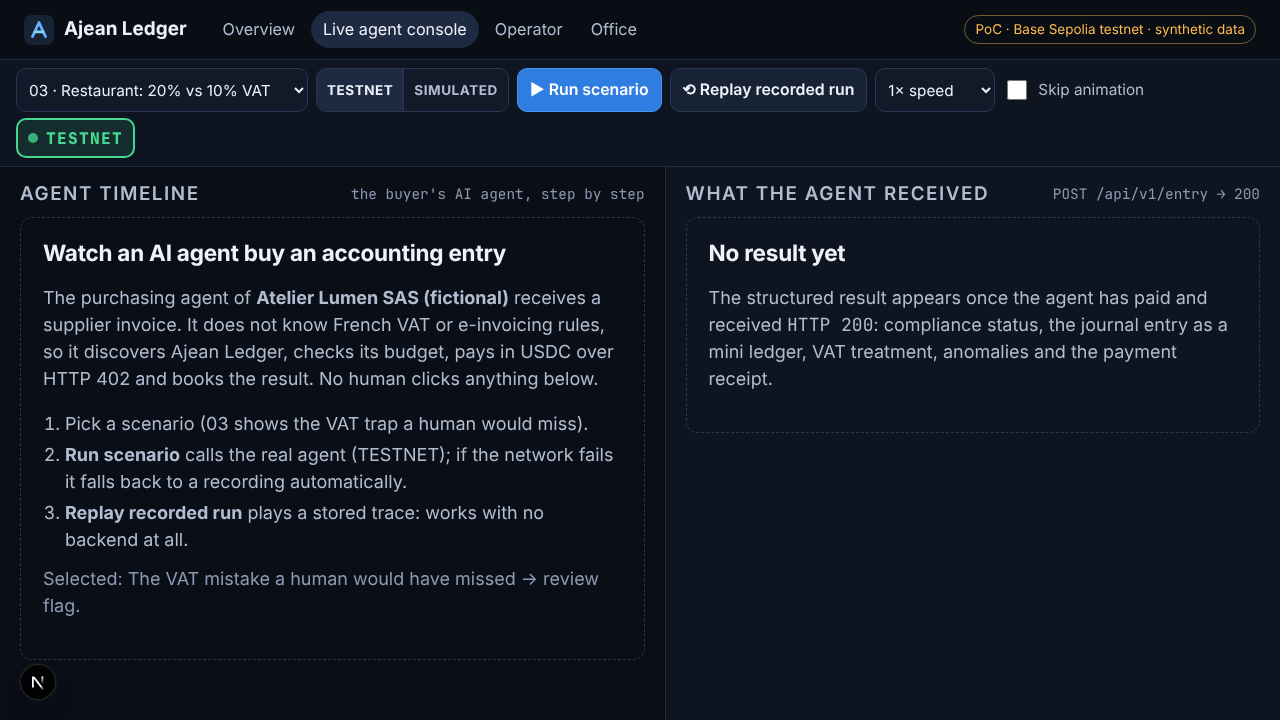 Ajean Ledger Overview Live agent console Operator Office PoC · Base Sepolia testnet · synthetic data
03 · Restaurant: 20% vs 10% VAT TESTNET SIMULATED ▶ Run scenario ⟲ Replay recorded run 1× speed Skip animation
TESTNET
AGENT TIMELINE the buyer's AI agent, step by step
Watch an AI agent buy an accounting entry
The purchasing agent of Atelier Lumen SAS (fictional) receives a
supplier invoice. It does not know French VAT or e-invoicing rules,
so it discovers Ajean Ledger, checks its budget, pays in USDC over
HTTP 402 and books the result. No human clicks anything below.
1. Pick a scenario (03 shows the VAT trap a human would miss).
2. Run scenario calls the real agent (TESTNET); if the network fails
it falls back to a recording automatically.
3. Replay recorded run plays a stored trace: works with no
backend at all.
Selected: The VAT mistake a human would have missed → review
flag.
WHAT THE AGENT RECEIVED POST /api/v1/entry → 200
No result yet
The structured result appears once the agent has paid and
received HTTP 200: compliance status, the journal entry as a
mini ledger, VAT treatment, anomalies and the payment
receipt.
N